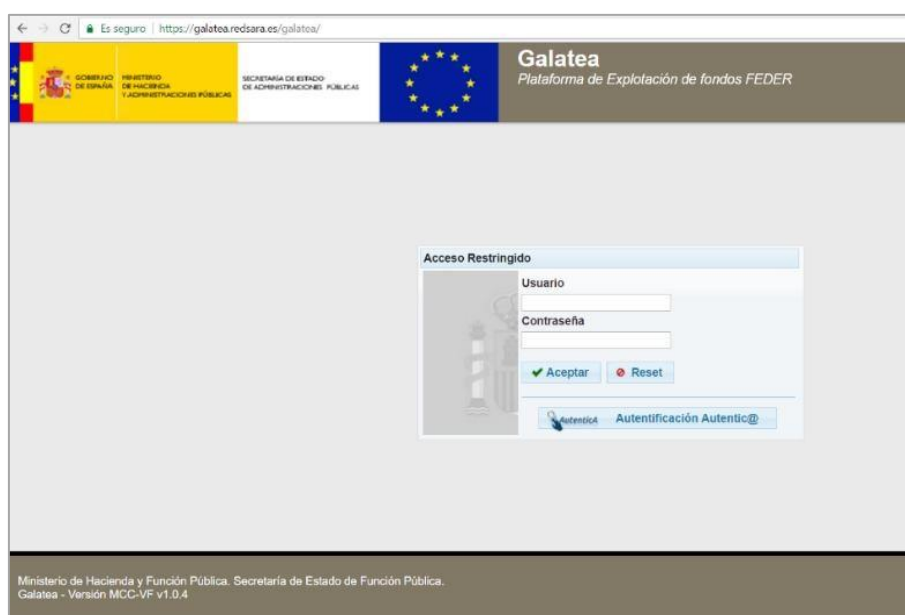 Es seguro | https://galatea.redsara.es/galatea/
GOBIERNO DE ESPAÑA
MINISTERIO DE HACIENDA Y ADMINISTRACIONES PÚBLICAS
SECRETARÍA DE ESTADO DE ADMINISTRACIONES PÚBLICAS
Galatea
Plataforma de Explotación de fondos FEDER
Acceso Restringido
Usuario
Contraseña
Aceptar
Reset
AutenticA
Autentificación Autentic@
Ministerio de Hacienda y Función Pública. Secretaría de Estado de Función Pública.
Galatea - Versión MCC-VF v1.0.4